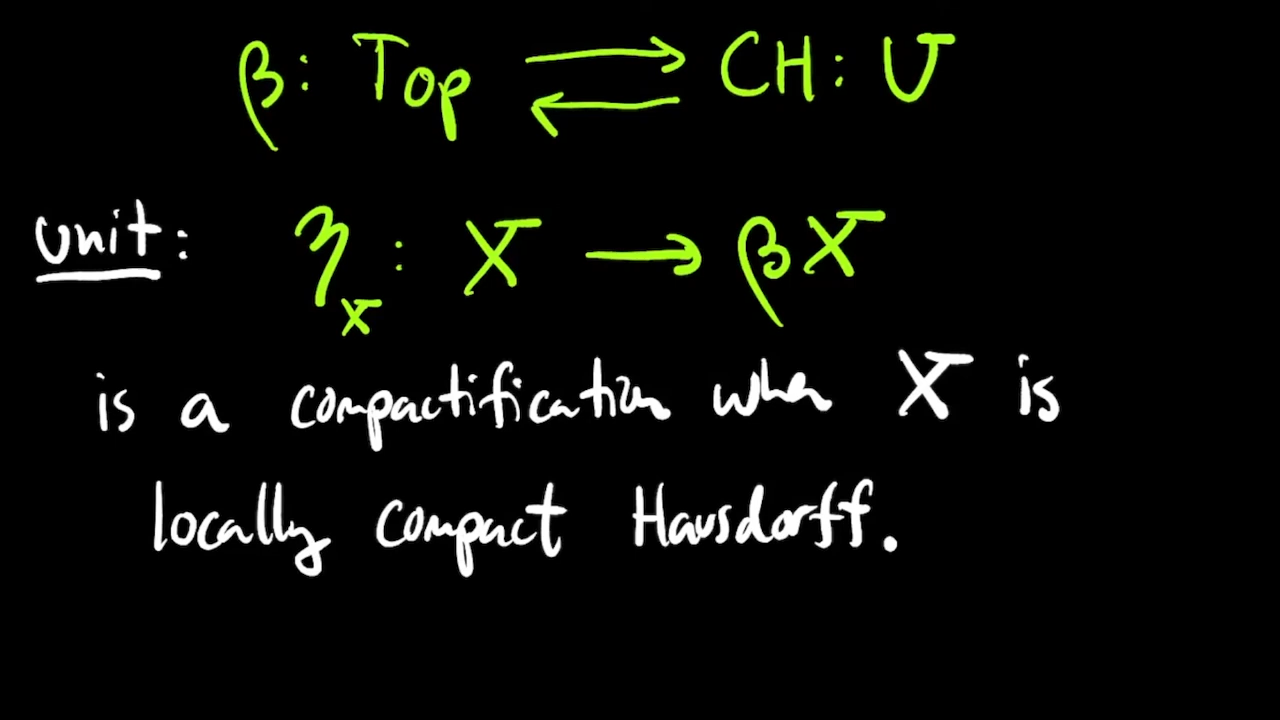 β: Top ⇄ CH: U
unit: η_X : X → βX
is a compactification when X is
locally compact Hausdorff.